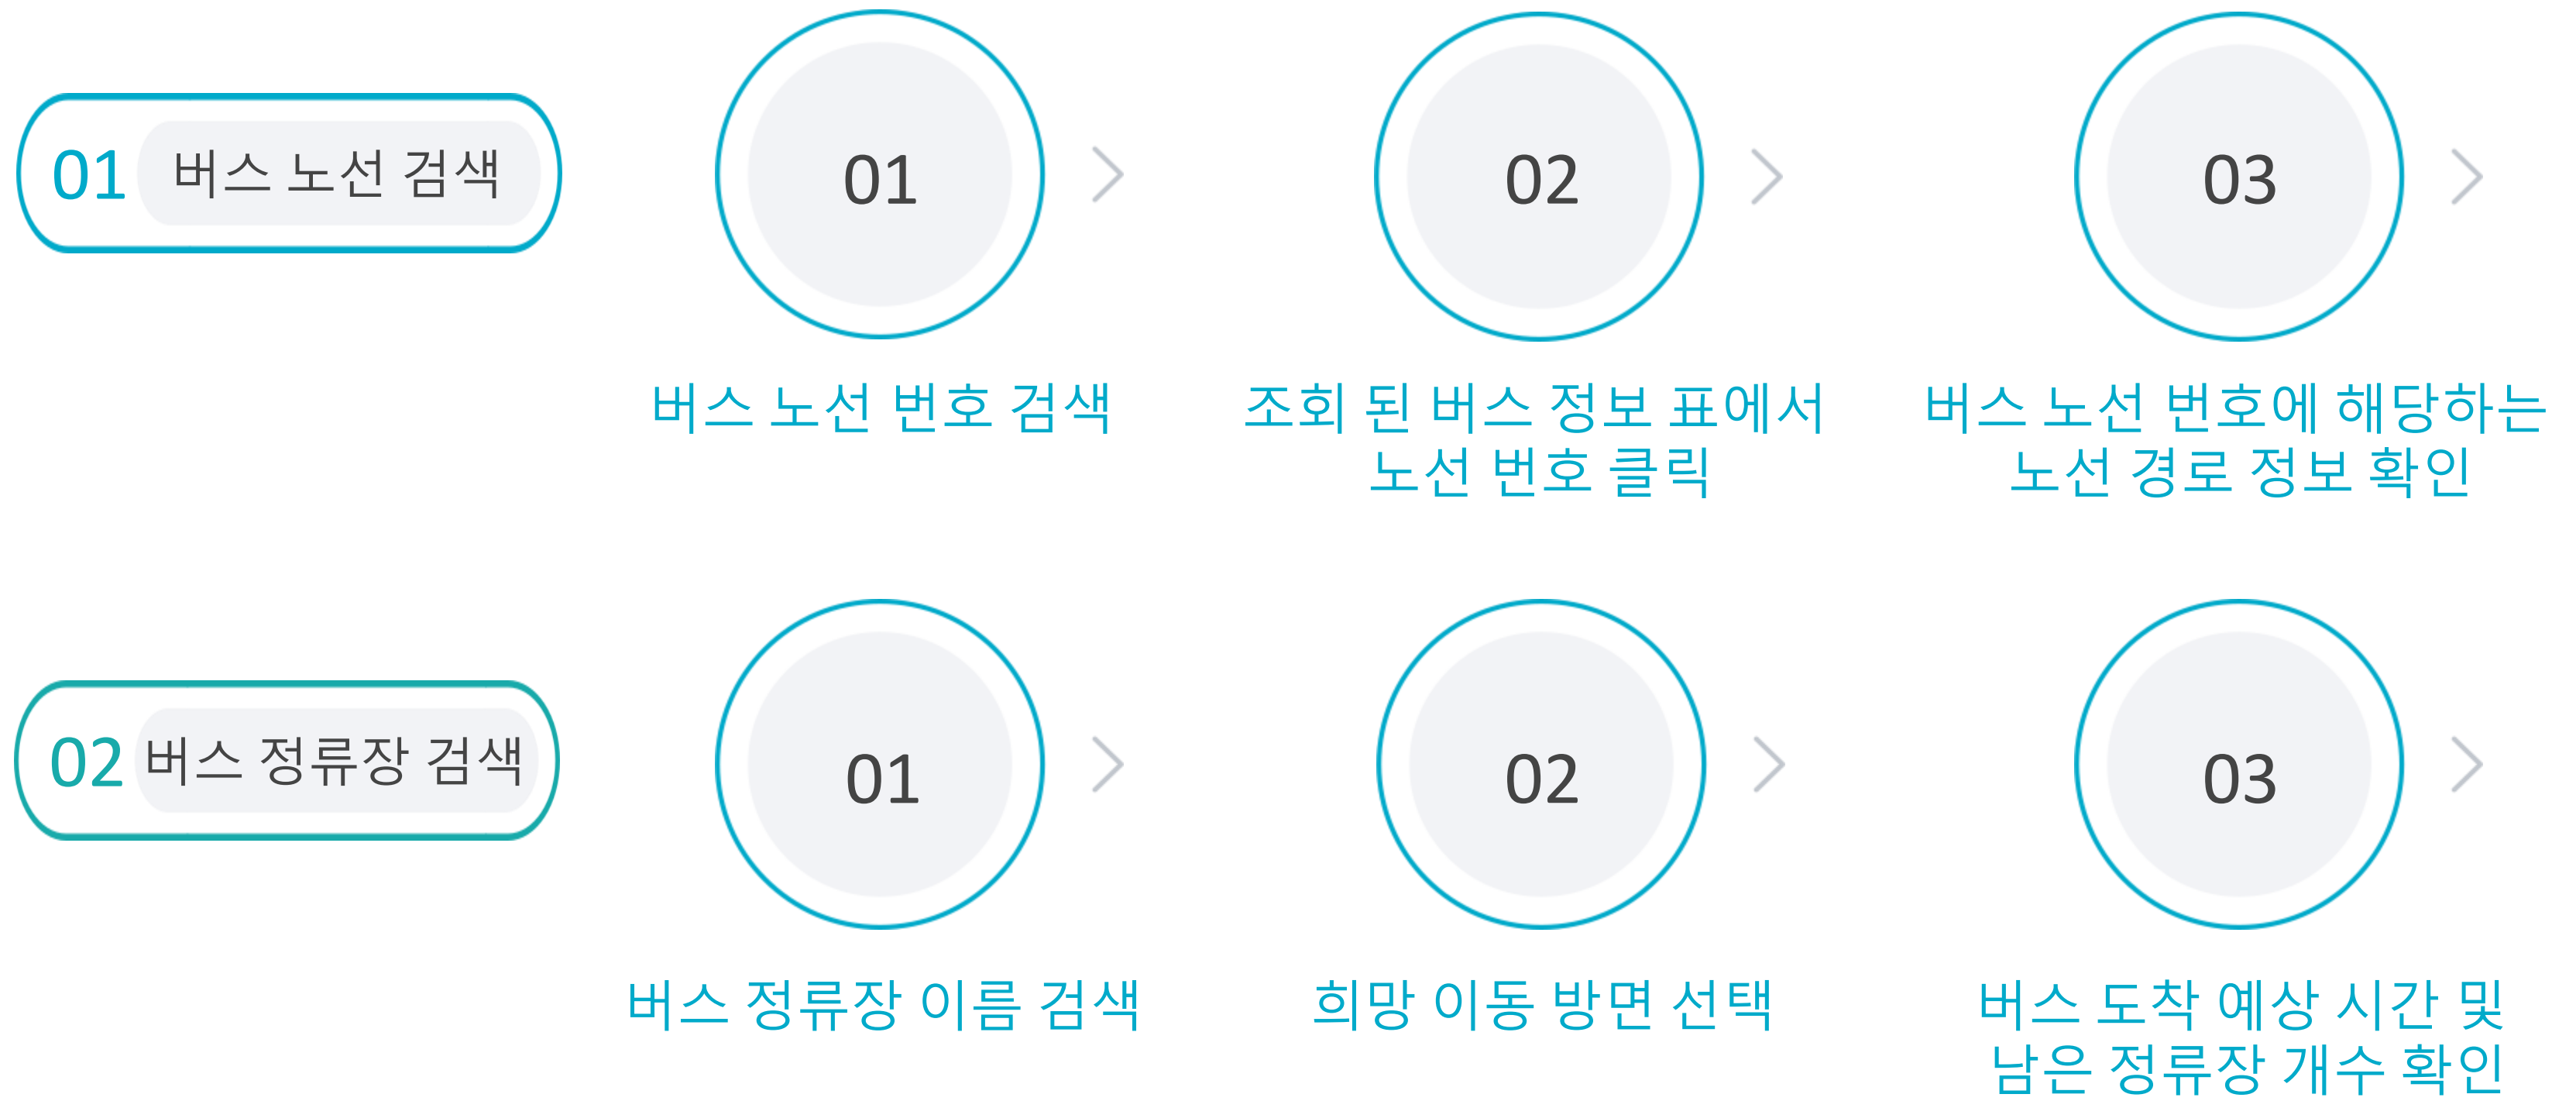 01 버스 노선 검색
01
02
03
버스 노선 번호 검색
조회 된 버스 정보 표에서
노선 번호 클릭
버스 노선 번호에 해당하는
노선 경로 정보 확인
02 버스 정류장 검색
01
02
03
버스 정류장 이름 검색
희망 이동 방면 선택
버스 도착 예상 시간 및
남은 정류장 개수 확인